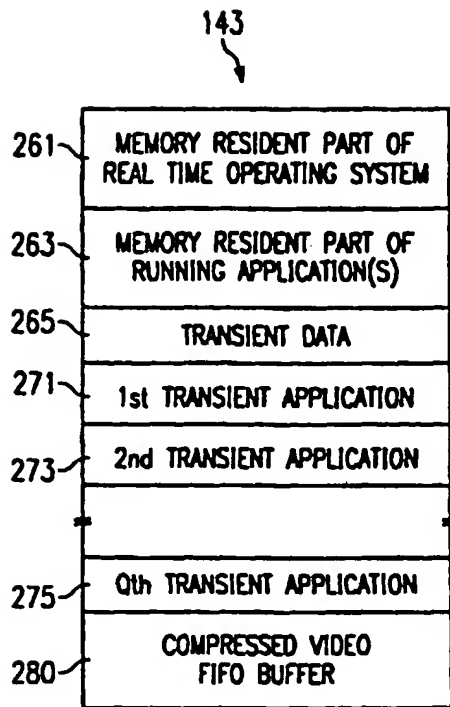 143
261
MEMORY RESIDENT PART OF
REAL TIME OPERATING SYSTEM
263
MEMORY RESIDENT PART OF
RUNNING APPLICATION(S)
265
TRANSIENT DATA
271
1st TRANSIENT APPLICATION
273
2nd TRANSIENT APPLICATION
275
Qth TRANSIENT APPLICATION
280
COMPRESSED VIDEO
FIFO BUFFER